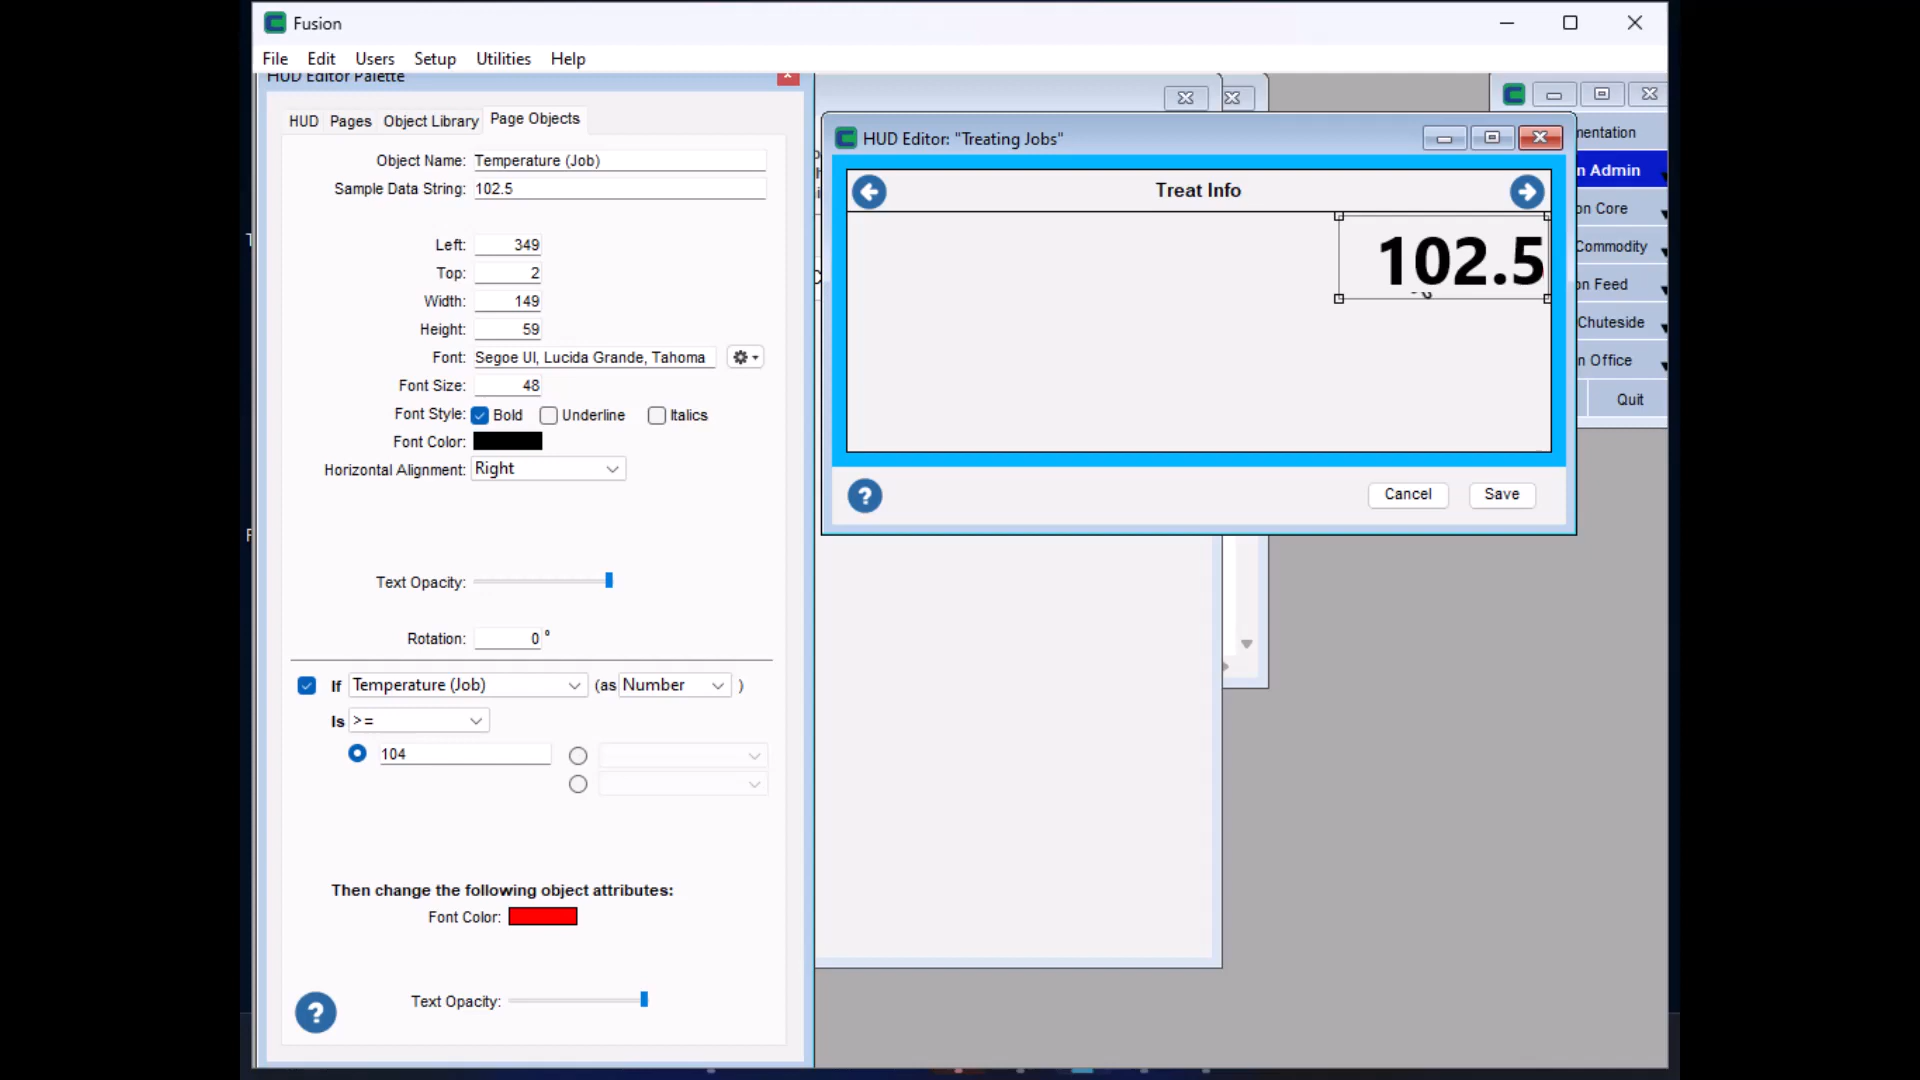 Fusion
File Edit Users Setup Utilities Help
HUD Editor Palette
HUD Pages Object Library Page Objects
Object Name: Temperature (Job)
Sample Data String: 102.5
Left: 349
Top: 2
Width: 149
Height: 59
Font: Segoe UI, Lucida Grande, Tahoma
Font Size: 48
Font Style: Bold Underline Italics
Font Color:
Horizontal Alignment: Right
Text Opacity:
Rotation: 0 °
If Temperature (Job) (as Number )
Is >=
104
Then change the following object attributes:
Font Color:
Text Opacity:
?
HUD Editor: "Treating Jobs"
Treat Info
102.5
? Cancel Save
mentation
n Admin
on Core
Commodity
on Feed
Chuteside
n Office
Quit